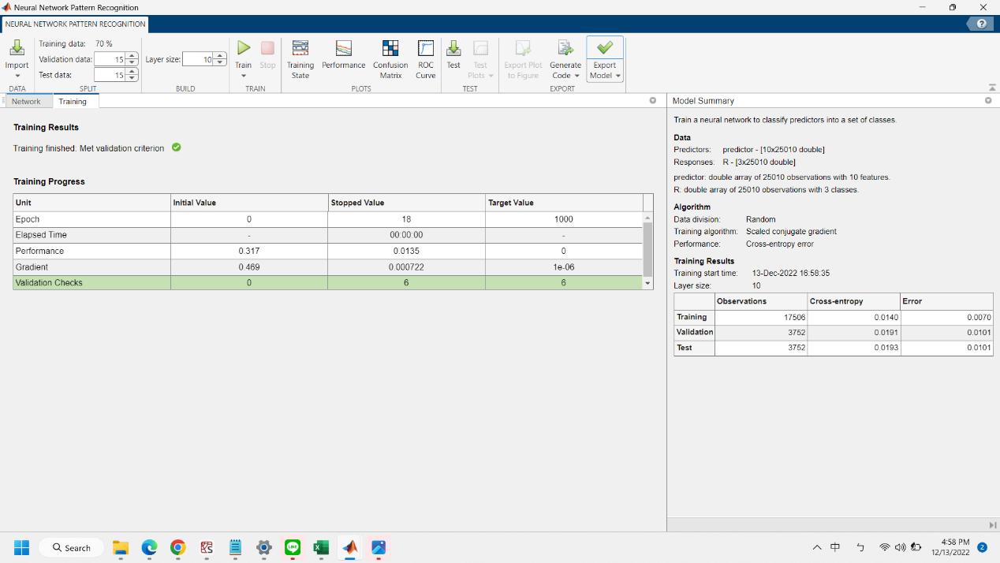 Neural Network Pattern Recognition
NEURAL NETWORK PATTERN RECOGNITION
Import
DATA
Training data: 70 %
Validation data: 15
Test data: 15
SPLIT
Layer size: 10
BUILD
Train
Stop
TRAIN
Training
State
Performance
Confusion
Matrix
ROC
Curve
PLOTS
Test
Test
Plots
TEST
Export Plot
to Figure
Generate
Code
Export
Model
EXPORT
Network
Training
Training Results
Training finished: Met validation criterion
Training Progress
Unit Initial Value Stopped Value Target Value
Epoch 0 18 1000
Elapsed Time - 00:00:00 -
Performance 0.317 0.0135 0
Gradient 0.469 0.000722 1e-06
Validation Checks 0 6 6
Model Summary
Train a neural network to classify predictors into a set of classes.
Data
Predictors: predictor - [10x25010 double]
Responses: R - [3x25010 double]
predictor: double array of 25010 observations with 10 features.
R: double array of 25010 observations with 3 classes.
Algorithm
Data division: Random
Training algorithm: Scaled conjugate gradient
Performance: Cross-entropy error
Training Results
Training start time: 13-Dec-2022 16:58:35
Layer size: 10
Observations Cross-entropy Error
Training 17506 0.0140 0.0070
Validation 3752 0.0191 0.0101
Test 3752 0.0193 0.0101
Search
中
ㄅ
4:58 PM
12/13/2022
2